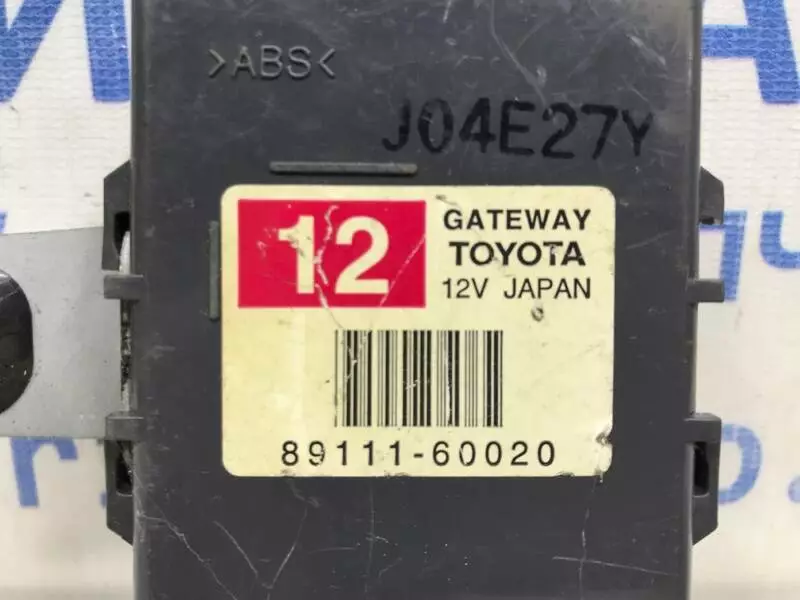 >ABS<
J04E27Y
12
GATEWAY
TOYOTA
12V JAPAN
89111-60020